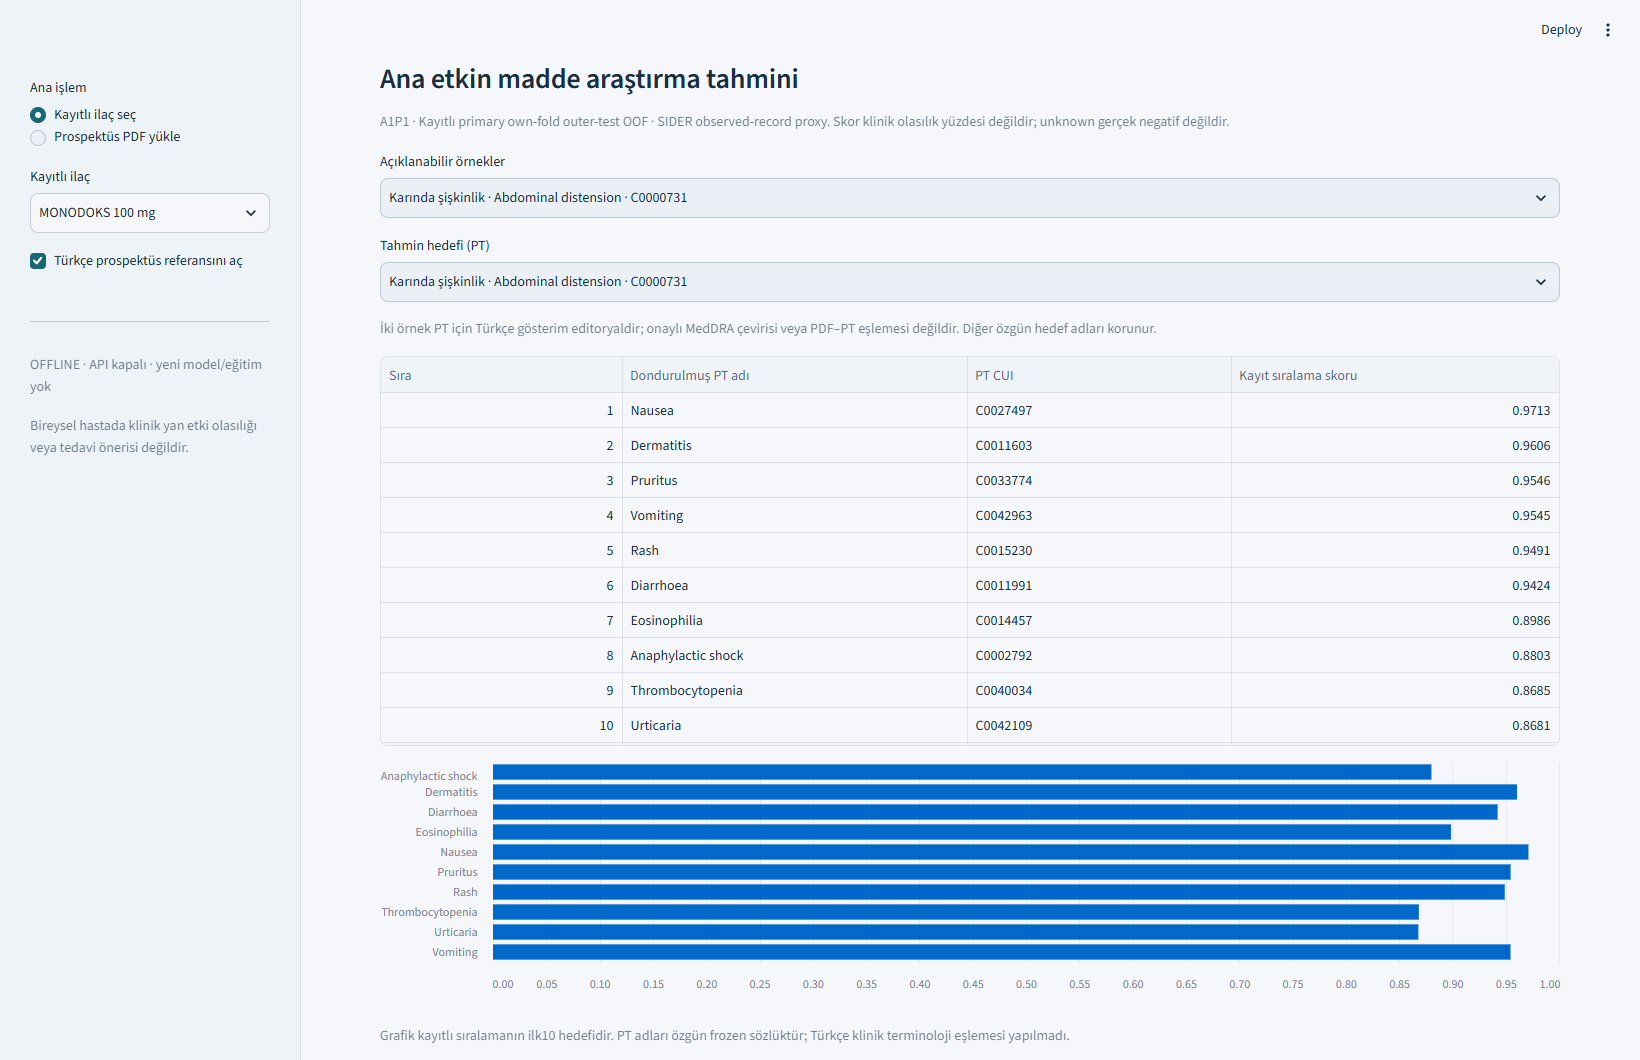 Deploy
Ana işlem
Kayıtlı ilaç seç
Prospektüs PDF yükle
Kayıtlı ilaç
MONODOKS 100 mg
Türkçe prospektüs referansını aç
OFFLINE · API kapalı · yeni model/eğitim
yok
Bireysel hastada klinik yan etki olasılığı
veya tedavi önerisi değildir.
Ana etkin madde araştırma tahmini
A1P1 · Kayıtlı primary own-fold outer-test OOF · SIDER observed-record proxy. Skor klinik olasılık yüzdesi değildir; unknown gerçek negatif değildir.
Açıklanabilir örnekler
Karında şişkinlik · Abdominal distension · C0000731
Tahmin hedefi (PT)
Karında şişkinlik · Abdominal distension · C0000731
İki örnek PT için Türkçe gösterim editoryaldir; onaylı MedDRA çevirisi veya PDF–PT eşlemesi değildir. Diğer özgün hedef adları korunur.
Sıra Dondurulmuş PT adı PT CUI Kayıt sıralama skoru
1 Nausea C0027497 0.9713
2 Dermatitis C0011603 0.9606
3 Pruritus C0033774 0.9546
4 Vomiting C0042963 0.9545
5 Rash C0015230 0.9491
6 Diarrhoea C0011991 0.9424
7 Eosinophilia C0014457 0.8986
8 Anaphylactic shock C0002792 0.8803
9 Thrombocytopenia C0040034 0.8685
10 Urticaria C0042109 0.8681
Anaphylactic shock
Dermatitis
Diarrhoea
Eosinophilia
Nausea
Pruritus
Rash
Thrombocytopenia
Urticaria
Vomiting
0.00 0.05 0.10 0.15 0.20 0.25 0.30 0.35 0.40 0.45 0.50 0.55 0.60 0.65 0.70 0.75 0.80 0.85 0.90 0.95 1.00
Grafik kayıtlı sıralamanın ilk10 hedefidir. PT adları özgün frozen sözlüktür; Türkçe klinik terminoloji eşlemesi yapılmadı.